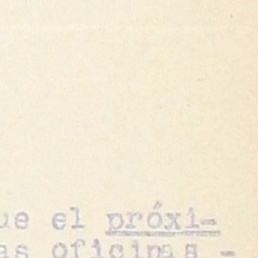 ue el próxi-
as oficinas -